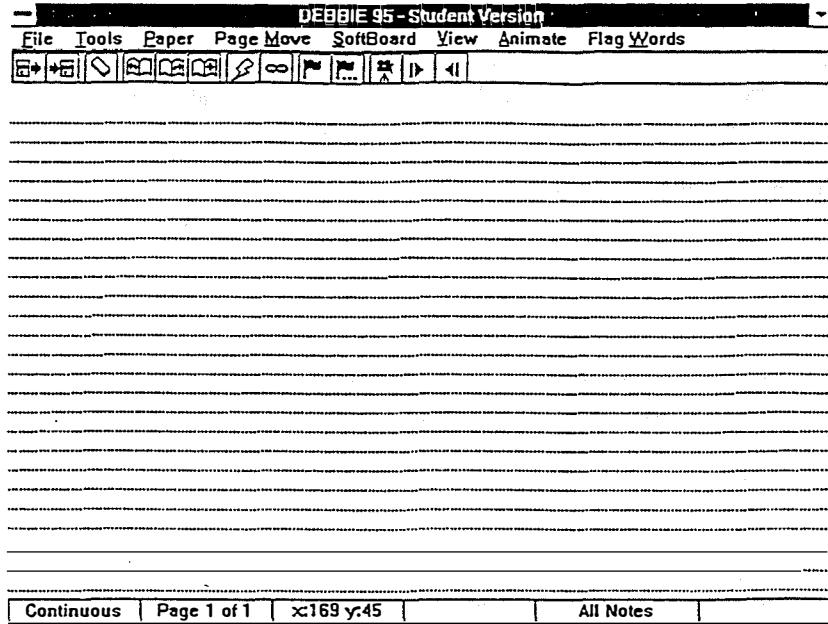 DEBBIE 95 - Student Version
File Tools Paper Page Move SoftBoard View Animate Flag Words
Continuous Page 1 of 1 x:169 y:45 All Notes